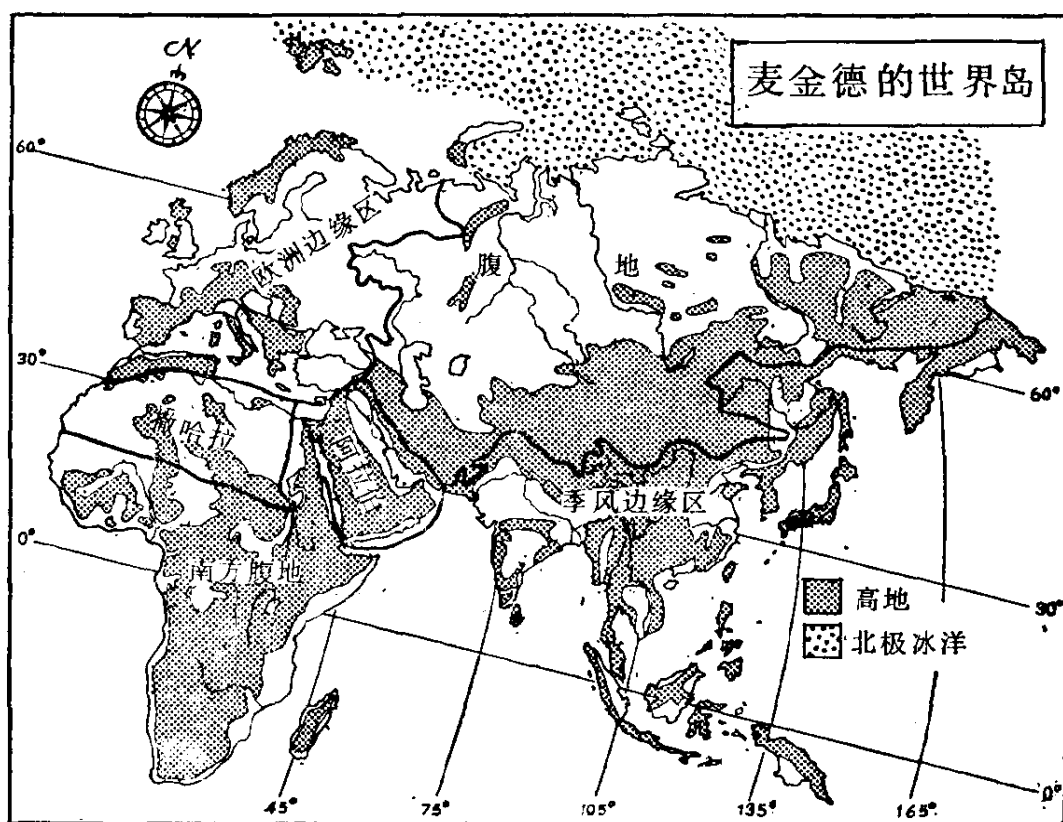 N
麦金德的世界岛
60°
欧洲边缘区
腹地
30°
60°
撒哈拉
阿拉伯
季风边缘区
0°
南方腹地
高地
30°
北极冰洋
0°
45°
75°
105°
135°
165°